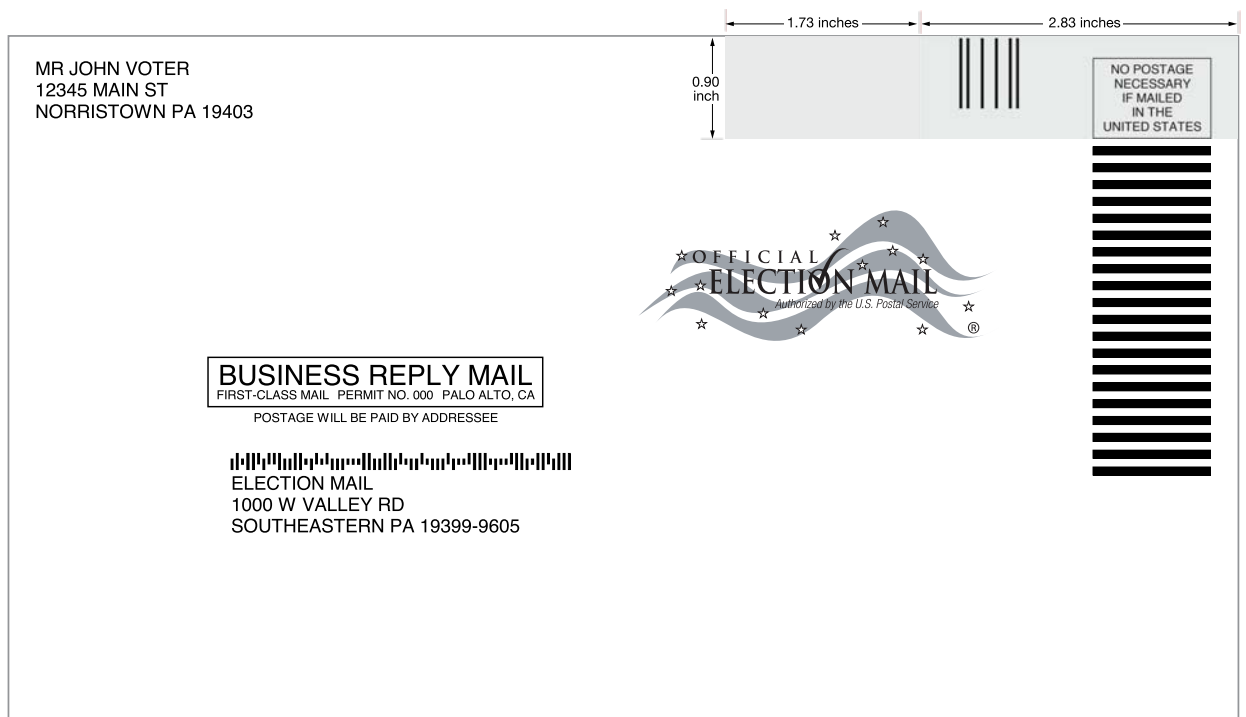 1.73 inches
2.83 inches
0.90
inch
MR JOHN VOTER
12345 MAIN ST
NORRISTOWN PA 19403
NO POSTAGE
NECESSARY
IF MAILED
IN THE
UNITED STATES
OFFICIAL
ELECTION MAIL
Authorized by the U.S. Postal Service
®
BUSINESS REPLY MAIL
FIRST-CLASS MAIL PERMIT NO. 000 PALO ALTO, CA
POSTAGE WILL BE PAID BY ADDRESSEE
ELECTION MAIL
1000 W VALLEY RD
SOUTHEASTERN PA 19399-9605